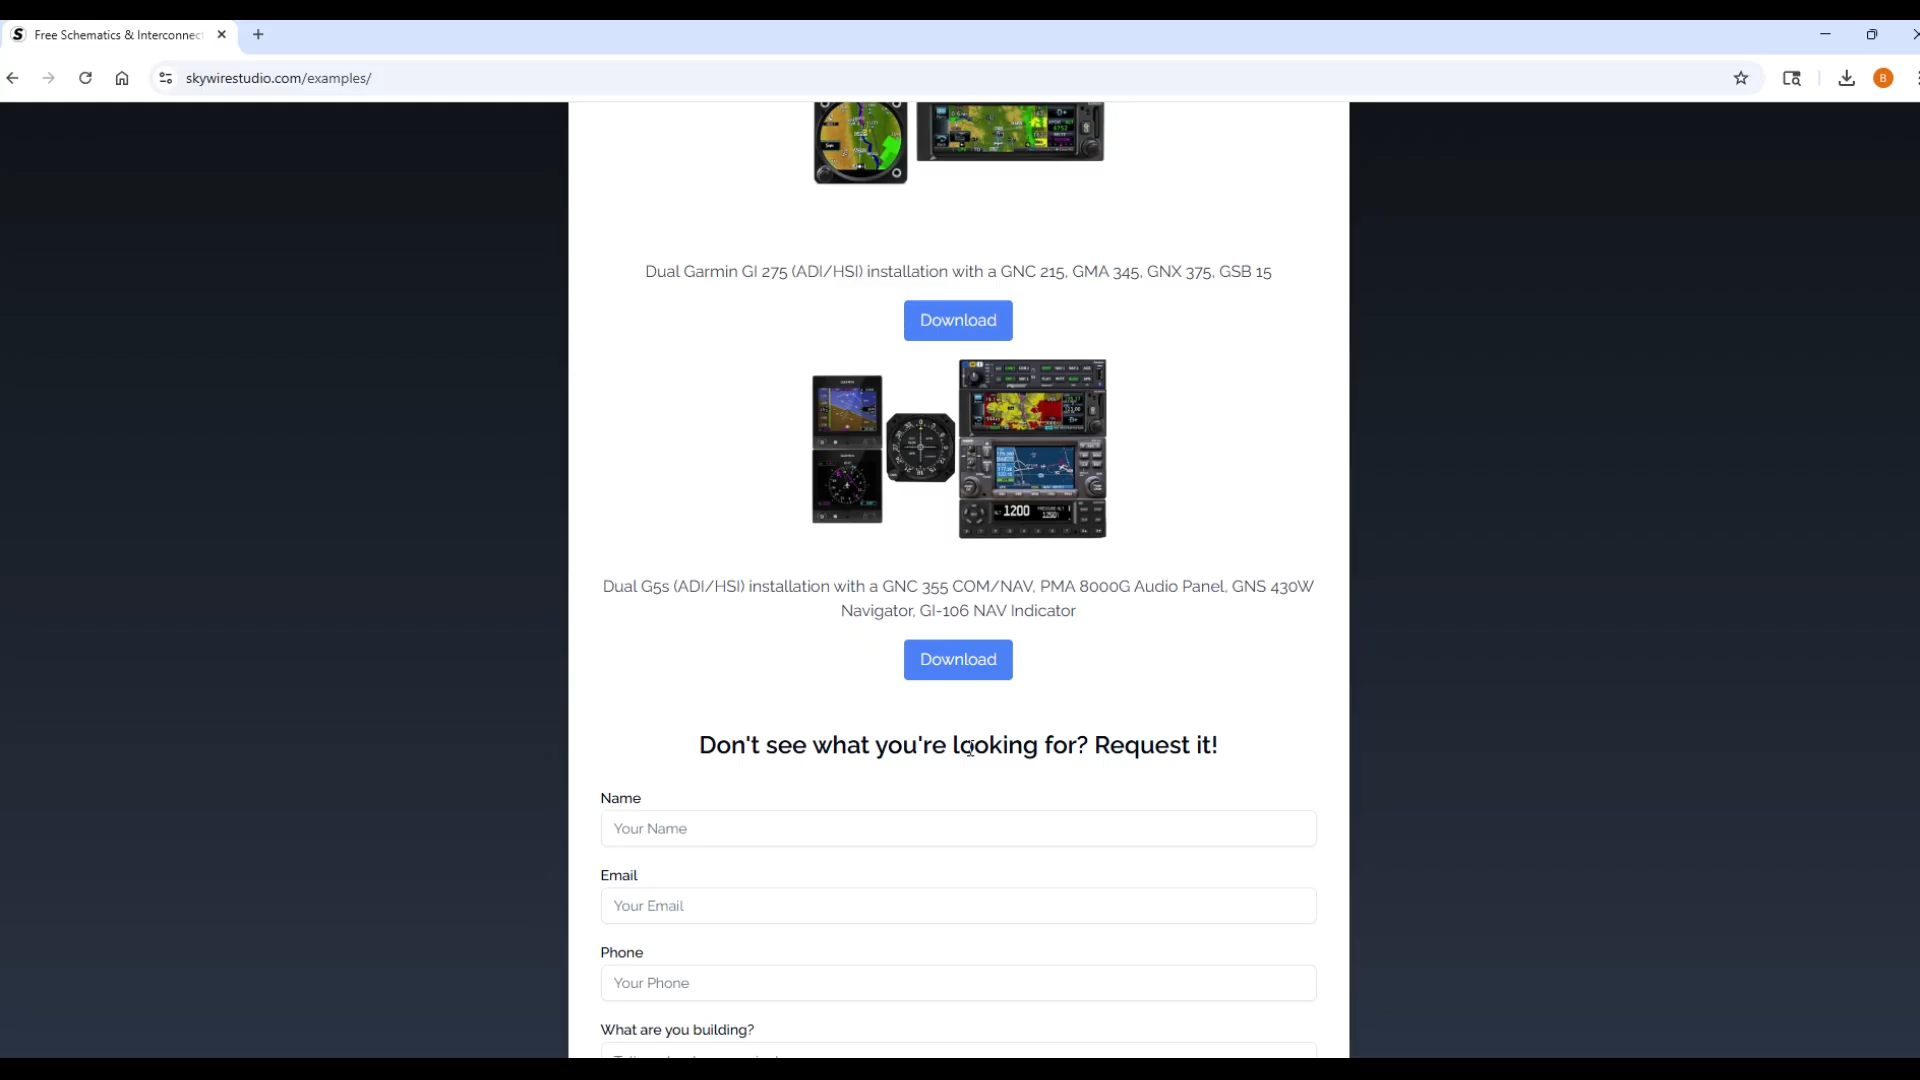 Free Schematics & Interconnect
skywirestudio.com/examples/
B
Dual Garmin GI 275 (ADI/HSI) installation with a GNC 215, GMA 345, GNX 375, GSB 15
Download
1200
Dual G5s (ADI/HSI) installation with a GNC 355 COM/NAV, PMA 8000G Audio Panel, GNS 430W
Navigator, GI-106 NAV Indicator
Download
Don't see what you're looking for? Request it!
Name
Your Name
Email
Your Email
Phone
Your Phone
What are you building?